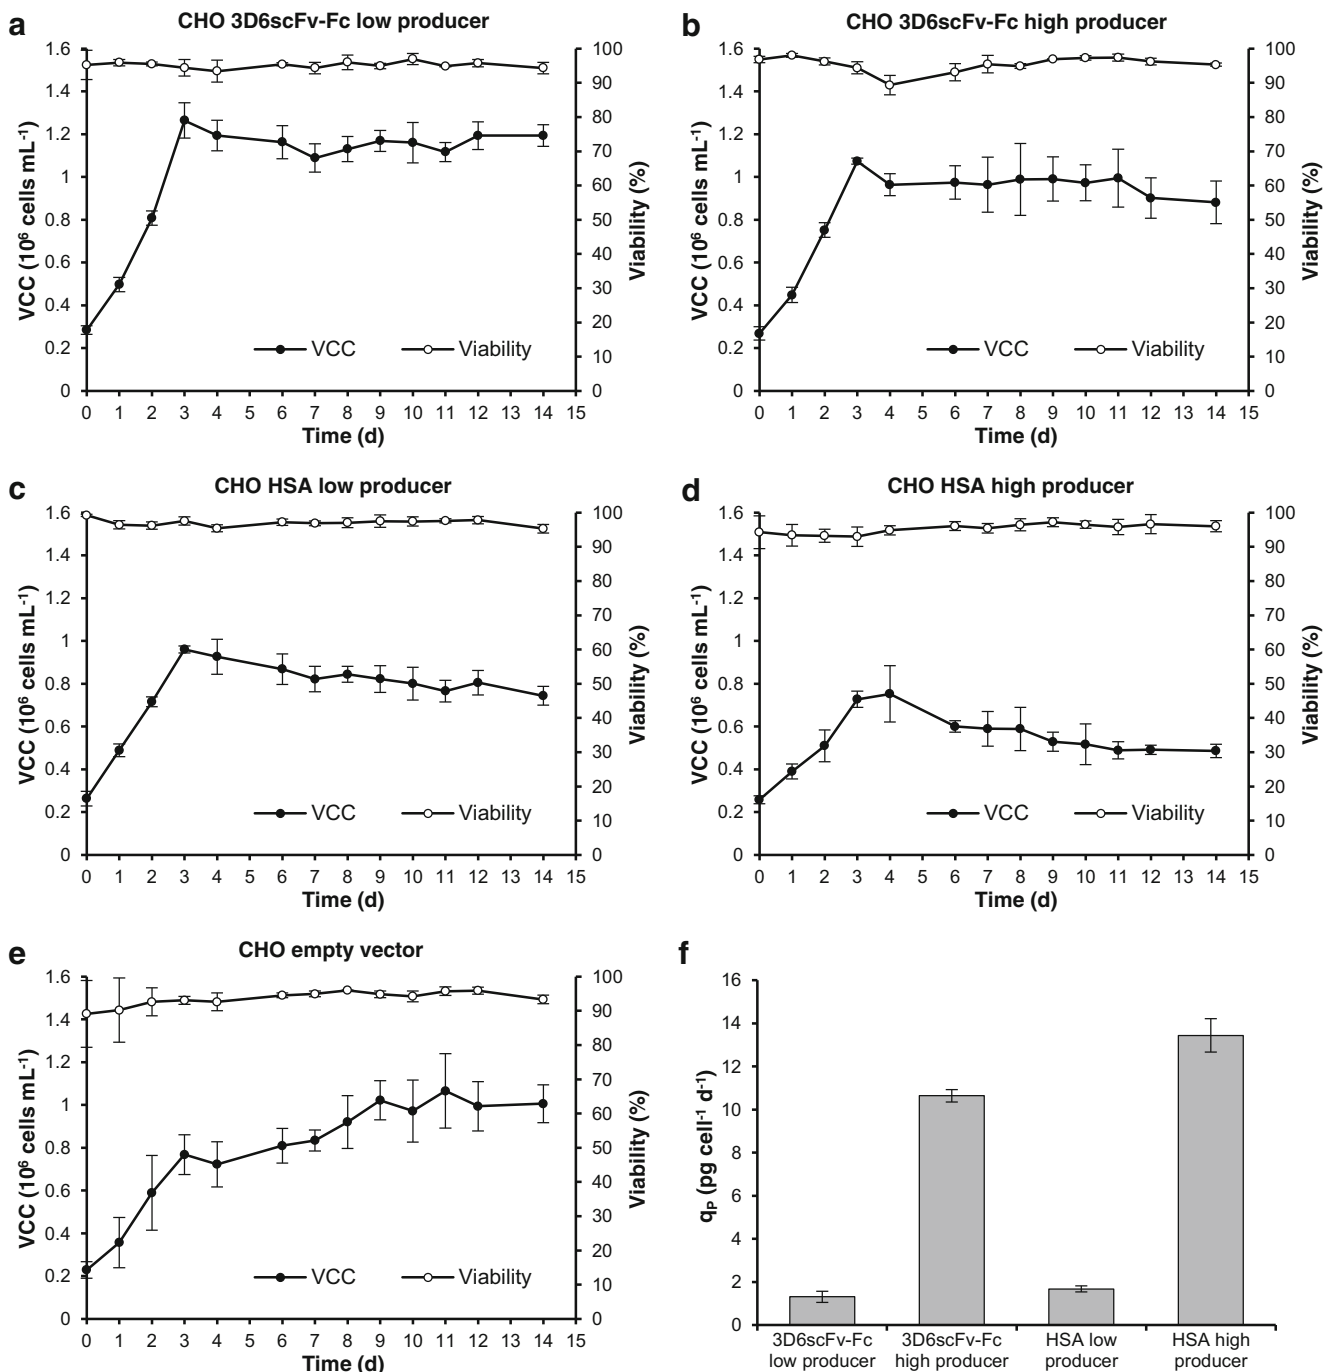 a
CHO 3D6scFv-Fc low producer
1.6
1.4
1.2
1
0.8
0.6
0.4
0.2
0
VCC (10⁶ cells mL⁻¹)
100
90
80
70
60
50
40
30
20
10
0
Viability (%)
VCC Viability
0 1 2 3 4 5 6 7 8 9 10 11 12 13 14 15
Time (d)
b
CHO 3D6scFv-Fc high producer
1.6
1.4
1.2
1
0.8
0.6
0.4
0.2
0
VCC (10⁶ cells mL⁻¹)
100
90
80
70
60
50
40
30
20
10
0
Viability (%)
VCC Viability
0 1 2 3 4 5 6 7 8 9 10 11 12 13 14 15
Time (d)
c
CHO HSA low producer
1.6
1.4
1.2
1
0.8
0.6
0.4
0.2
0
VCC (10⁶ cells mL⁻¹)
100
90
80
70
60
50
40
30
20
10
0
Viability (%)
VCC Viability
0 1 2 3 4 5 6 7 8 9 10 11 12 13 14 15
Time (d)
d
CHO HSA high producer
1.6
1.4
1.2
1
0.8
0.6
0.4
0.2
0
VCC (10⁶ cells mL⁻¹)
100
90
80
70
60
50
40
30
20
10
0
Viability (%)
VCC Viability
0 1 2 3 4 5 6 7 8 9 10 11 12 13 14 15
Time (d)
e
CHO empty vector
1.6
1.4
1.2
1
0.8
0.6
0.4
0.2
0
VCC (10⁶ cells mL⁻¹)
100
90
80
70
60
50
40
30
20
10
0
Viability (%)
VCC Viability
0 1 2 3 4 5 6 7 8 9 10 11 12 13 14 15
Time (d)
f
16
14
12
10
8
6
4
2
0
qₚ (pg cell⁻¹ d⁻¹)
3D6scFv-Fc
low producer
3D6scFv-Fc
high producer
HSA low
producer
HSA high
producer